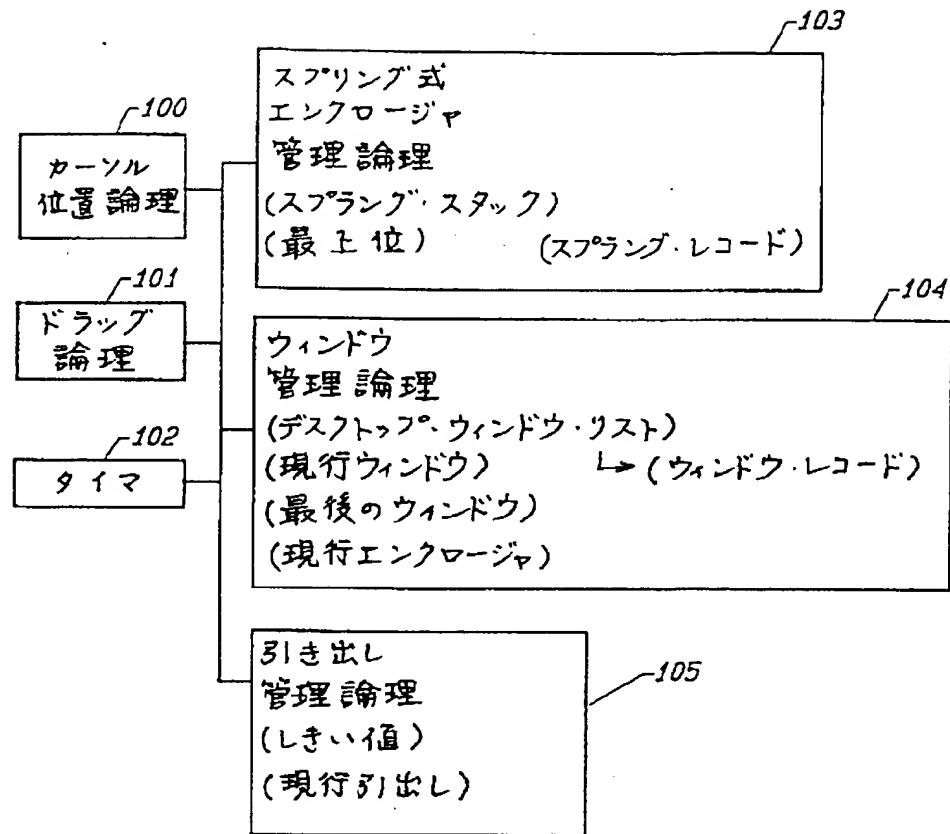 100
カーソル
位置論理
101
ドラッグ
論理
102
タイマ
103
スプリング式
エンクロージャ
管理論理
(スプラング・スタック)
(最上位) (スプラング・レコード)
104
ウィンドウ
管理論理
(デスクトップ・ウィンドウ・リスト)
(現行ウィンドウ) (ウィンドウ・レコード)
(最後のウィンドウ)
(現行エンクロージャ)
105
引き出し
管理論理
(しきい値)
(現行引出し)